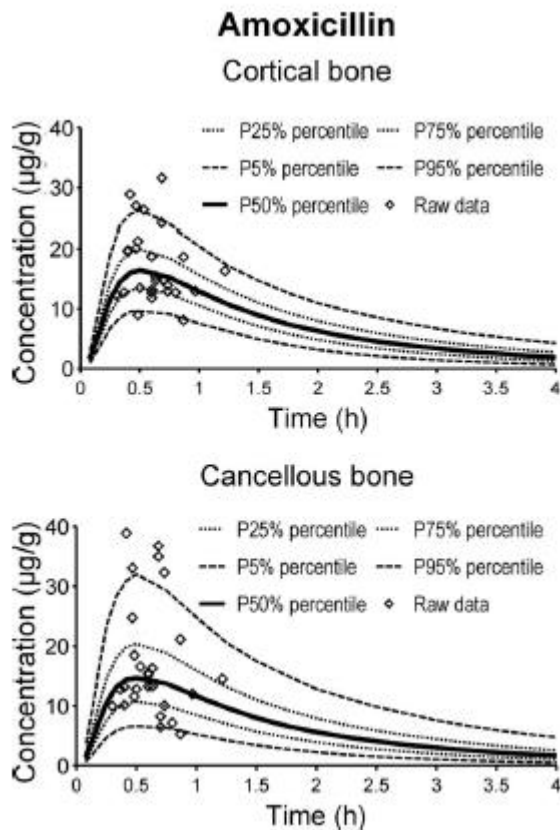 Amoxicillin
Cortical bone
P25% percentile P75% percentile
P5% percentile P95% percentile
P50% percentile Raw data
Concentration (µg/g)
40
30
20
10
0
0 0.5 1 1.5 2 2.5 3 3.5 4
Time (h)
Cancellous bone
P25% percentile P75% percentile
P5% percentile P95% percentile
P50% percentile Raw data
Concentration (µg/g)
40
30
20
10
0
0 0.5 1 1.5 2 2.5 3 3.5 4
Time (h)